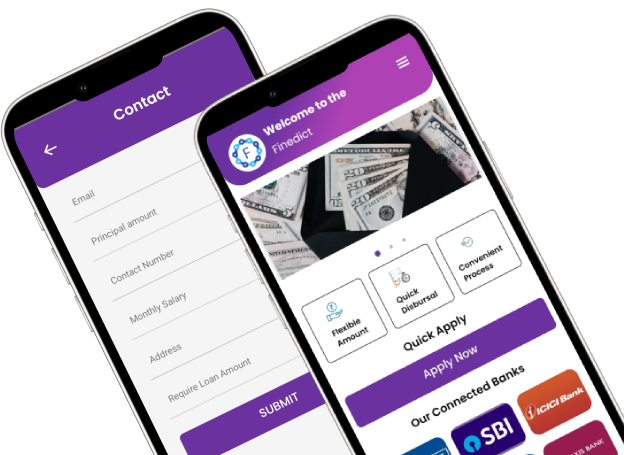 Contact
Email
Principal amount
Contact Number
Monthly Salary
Address
Require Loan Amount
SUBMIT
Welcome to the
Finedict
F
Flexible
Amount
Quick
Disbursal
Convenient
Process
Quick Apply
Apply Now
Our Connected Banks
SBI
ICICI Bank
AXIS BANK